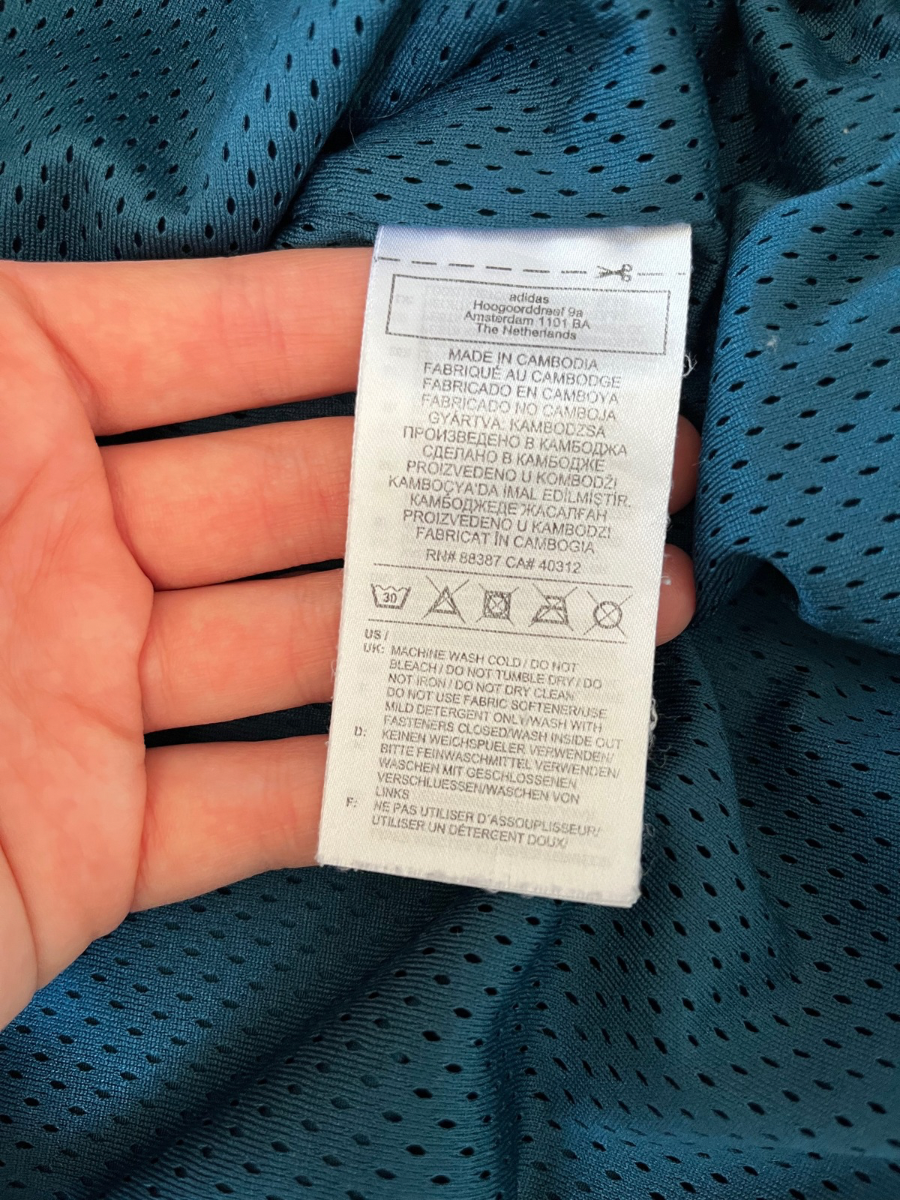 adidas
Hoogoorddreef 9a
Amsterdam 1101 BA
The Netherlands
MADE IN CAMBODIA
FABRIQUÉ AU CAMBODGE
FABRICADO EN CAMBOYA
FABRICADO NO CAMBOJA
GYÁRTVA: KAMBODZSA
ПРОИЗВЕДЕНО В КАМБОДЖА
СДЕЛАНО В КАМБОДЖЕ
PROIZVEDENO U KOMBODŽI
KAMBOÇYA'DA İMAL EDİLMİŞTİR.
КАМБОДЖЕДЕ ЖАСАЛҒАН
PROIZVEDENO U KAMBODZI
FABRICAT ÎN CAMBOGIA
RN# 88387 CA# 40312
30
US /
UK: MACHINE WASH COLD / DO NOT
BLEACH / DO NOT TUMBLE DRY / DO
NOT IRON / DO NOT DRY CLEAN
DO NOT USE FABRIC SOFTENER/USE
MILD DETERGENT ONLY/WASH WITH
FASTENERS CLOSED/WASH INSIDE OUT
D: KEINEN WEICHSPUELER VERWENDEN/
BITTE FEINWASCHMITTEL VERWENDEN/
WASCHEN MIT GESCHLOSSENEN
VERSCHLUESSEN/WASCHEN VON
LINKS
F: NE PAS UTILISER D'ASSOUPLISSEUR/
UTILISER UN DÉTERGENT DOUX/